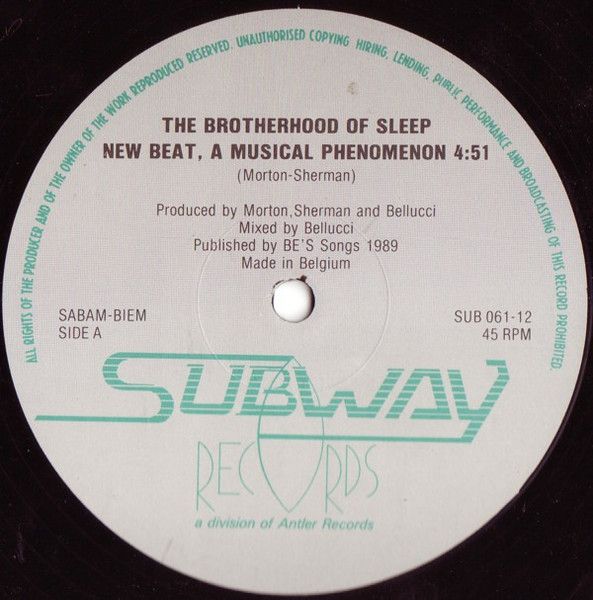 ALL RIGHTS OF THE PRODUCER AND OF THE OWNER OF THE WORK REPRODUCED RESERVED. UNAUTHORISED COPYING HIRING, LENDING, PUBLIC PERFORMANCE AND BROADCASTING OF THIS RECORD PROHIBITED.
THE BROTHERHOOD OF SLEEP
NEW BEAT, A MUSICAL PHENOMENON 4:51
(Morton-Sherman)
Produced by Morton,Sherman and Bellucci
Mixed by Bellucci
Published by BE'S Songs 1989
Made in Belgium
SABAM-BIEM
SIDE A
SUB 061-12
45 RPM
SUBWAY
RECORDS
a division of Antler Records